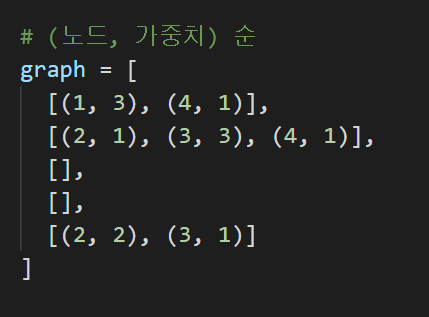 # (노드, 가중치) 순
graph = [
[(1, 3), (4, 1)],
[(2, 1), (3, 3), (4, 1)],
[],
[],
[(2, 2), (3, 1)]
]